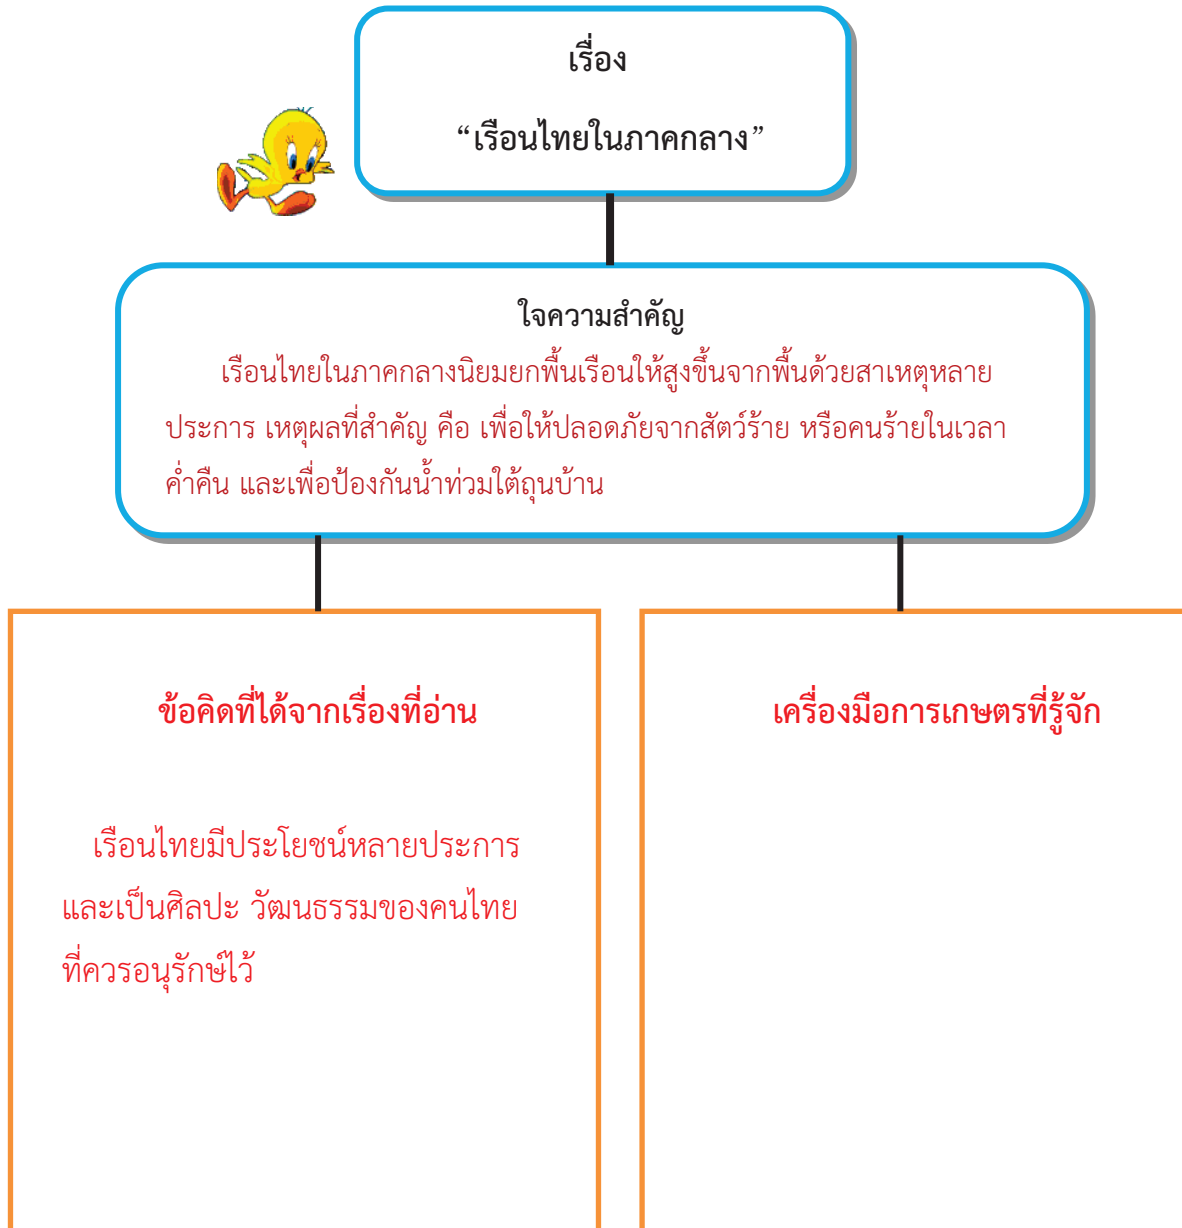 เรื่อง
“เรือนไทยในภาคกลาง”
ใจความสำคัญ
เรือนไทยในภาคกลางนิยมยกพื้นเรือนให้สูงขึ้นจากพื้นด้วยสาเหตุหลาย
ประการ เหตุผลที่สำคัญ คือ เพื่อให้ปลอดภัยจากสัตว์ร้าย หรือคนร้ายในเวลา
ค่ำคืน และเพื่อป้องกันน้ำท่วมใต้ถุนบ้าน
ข้อคิดที่ได้จากเรื่องที่อ่าน
เรือนไทยมีประโยชน์หลายประการ
และเป็นศิลปะ วัฒนธรรมของคนไทย
ที่ควรอนุรักษ์ไว้
เครื่องมือการเกษตรที่รู้จัก